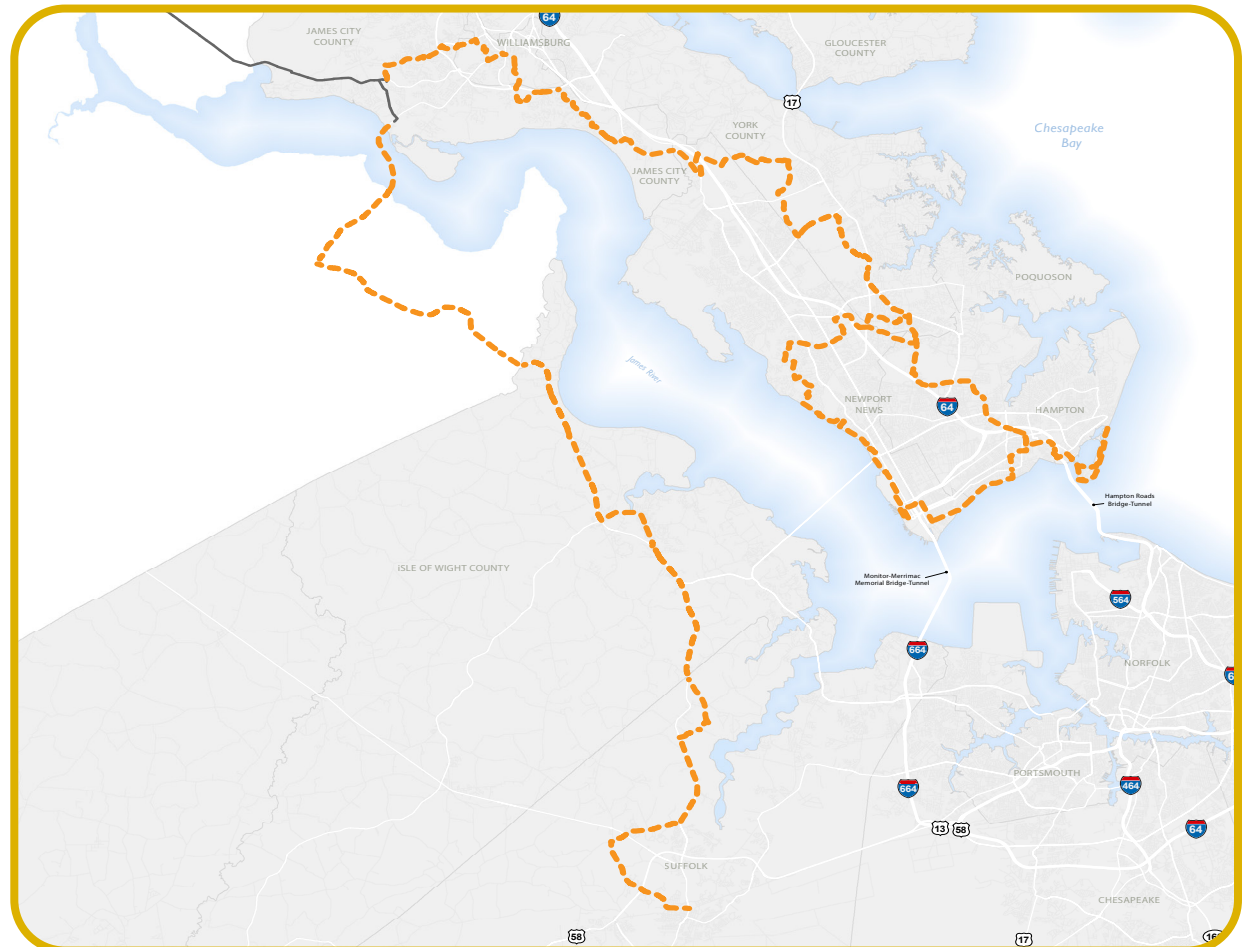 64
JAMES CITY
COUNTY
WILLIAMSBURG
GLOUCESTER
COUNTY
17
YORK
COUNTY
Chesapeake
Bay
JAMES CITY
COUNTY
POQUOSON
James River
NEWPORT
NEWS
64
HAMPTON
Hampton Roads
Bridge-Tunnel
iSLE OF WIGHT COUNTY
Monitor-Merrimac
Memorial Bridge-Tunnel
564
664
NORFOLK
PORTSMOUTH
664
464
13
58
64
SUFFOLK
CHESAPEAKE
58
17